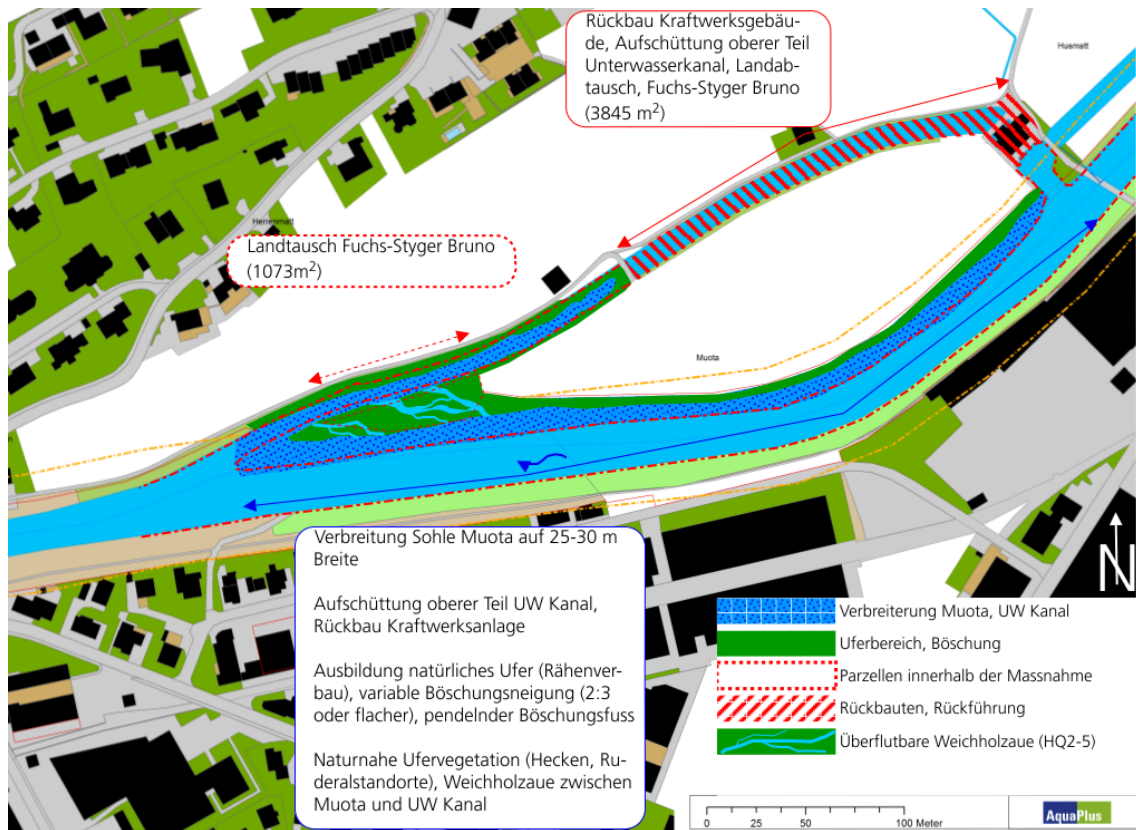 Rückbau Kraftwerksgebäu-
de, Aufschüttung oberer Teil
Unterwasserkanal, Landab-
tausch, Fuchs-Styger Bruno
(3845 m²)
Husmatt
Herrenmatt
Landtausch Fuchs-Styger Bruno
(1073m²)
Muota
Verbreitung Sohle Muota auf 25-30 m
Breite
Aufschüttung oberer Teil UW Kanal,
Rückbau Kraftwerksanlage
Ausbildung natürliches Ufer (Rähenver-
bau), variable Böschungsneigung (2:3
oder flacher), pendelnder Böschungsfuss
Naturnahe Ufervegetation (Hecken, Ru-
deralstandorte), Weichholzaue zwischen
Muota und UW Kanal
N
Verbreiterung Muota, UW Kanal
Uferbereich, Böschung
Parzellen innerhalb der Massnahme
Rückbauten, Rückführung
Überflutbare Weichholzaue (HQ2-5)
0 25 50 100 Meter
AquaPlus